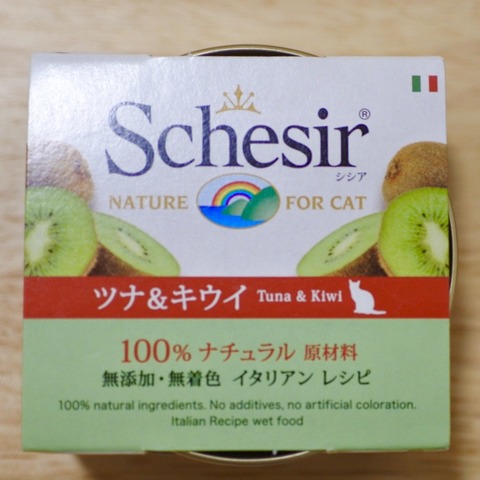 Schesir®
シシア
NATURE FOR CAT
ツナ&キウイ Tuna & Kiwi
100% ナチュラル 原材料
無添加・無着色 イタリアン レシピ
100% natural ingredients. No additives, no artificial coloration.
Italian Recipe wet food